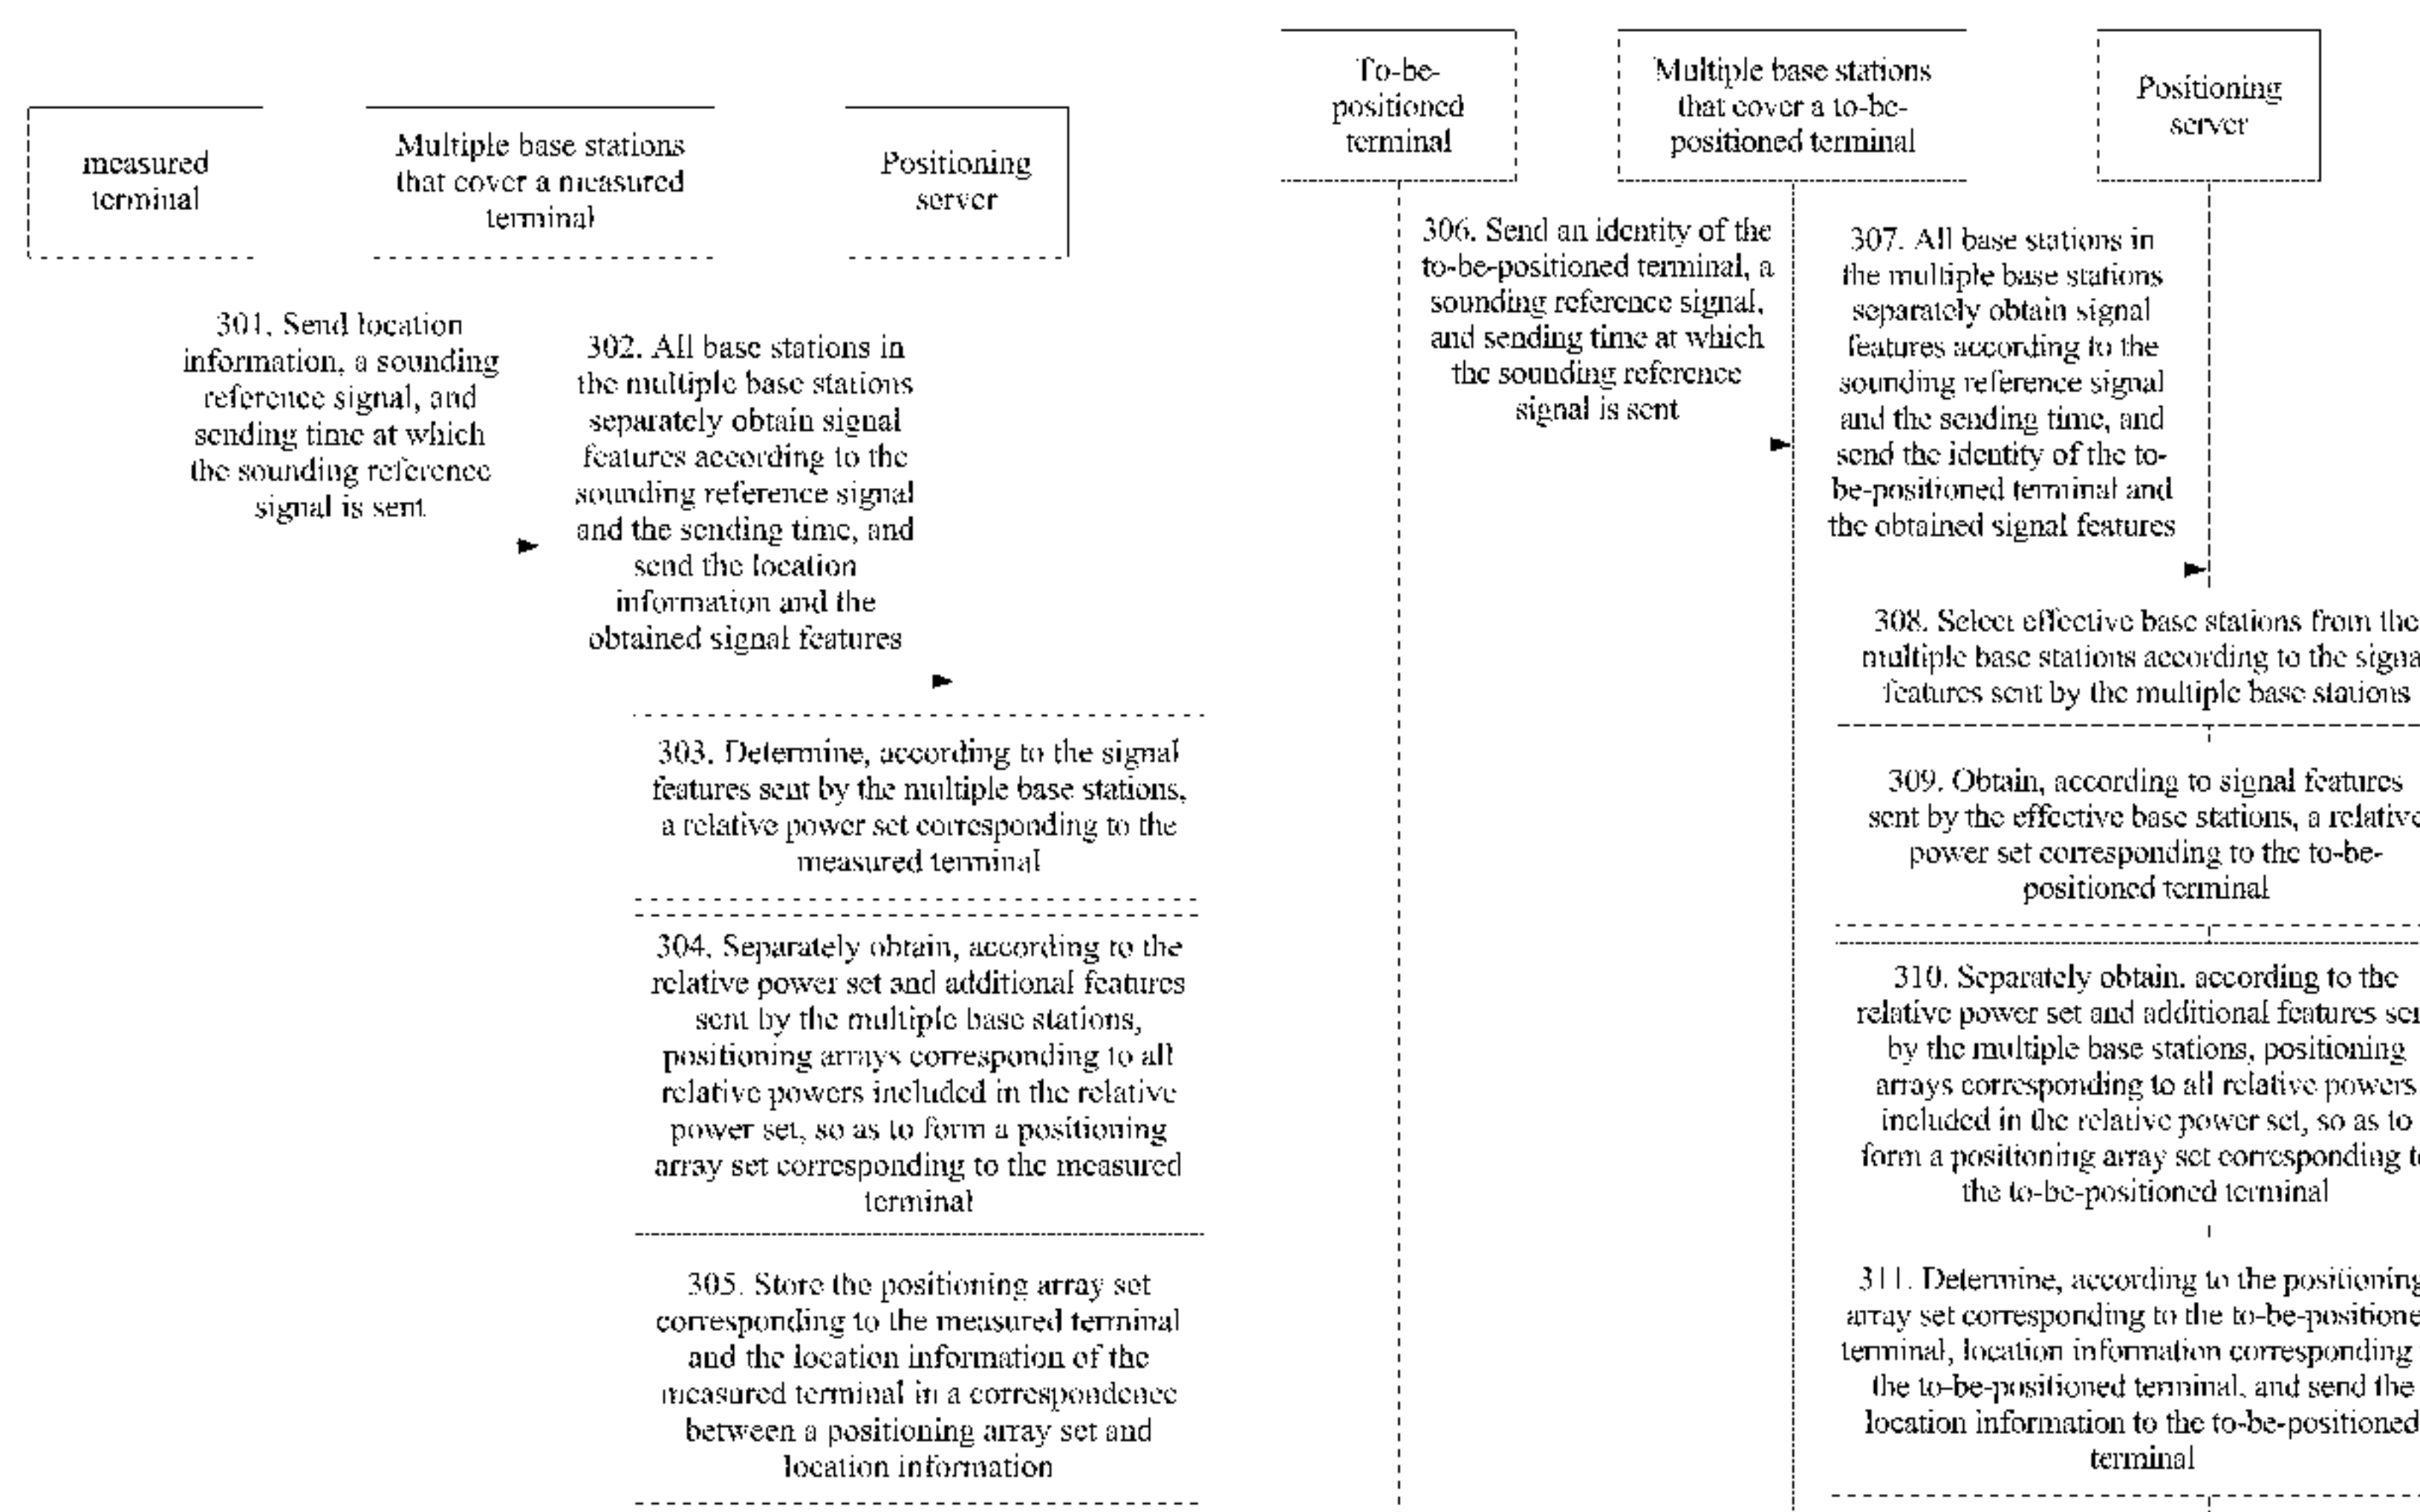 measured
terminal
Multiple base stations
that cover a measured
terminal
Positioning
server
301. Send location
information, a sounding
reference signal, and
sending time at which
the sounding reference
signal is sent
302. All base stations in
the multiple base stations
separately obtain signal
features according to the
sounding reference signal
and the sending time, and
send the location
information and the
obtained signal features
303. Determine, according to the signal
features sent by the multiple base stations,
a relative power set corresponding to the
measured terminal
304. Separately obtain, according to the
relative power set and additional features
sent by the multiple base stations,
positioning arrays corresponding to all
relative powers included in the relative
power set, so as to form a positioning
array set corresponding to the measured
terminal
305. Store the positioning array set
corresponding to the measured terminal
and the location information of the
measured terminal in a correspondence
between a positioning array set and
location information
To-be-
positioned
terminal
Multiple base stations
that cover a to-be-
positioned terminal
Positioning
server
306. Send an identity of the
to-be-positioned terminal, a
sounding reference signal,
and sending time at which
the sounding reference
signal is sent
307. All base stations in
the multiple base stations
separately obtain signal
features according to the
sounding reference signal
and the sending time, and
send the identity of the to-
be-positioned terminal and
the obtained signal features
308. Select effective base stations from the
multiple base stations according to the signa
features sent by the multiple base stations
309. Obtain, according to signal features
sent by the effective base stations, a relative
power set corresponding to the to-be-
positioned terminal
310. Separately obtain, according to the
relative power set and additional features
by the multiple base stations, positioning
arrays corresponding to all relative powers
included in the relative power set, so as to
form a positioning array set corresponding
the to-be-positioned terminal
311. Determine, according to the positioning
array set corresponding to the to-be-positione
terminal, location information corresponding
the to-be-positioned terminal, and send the
location information to the to-be-positioned
terminal